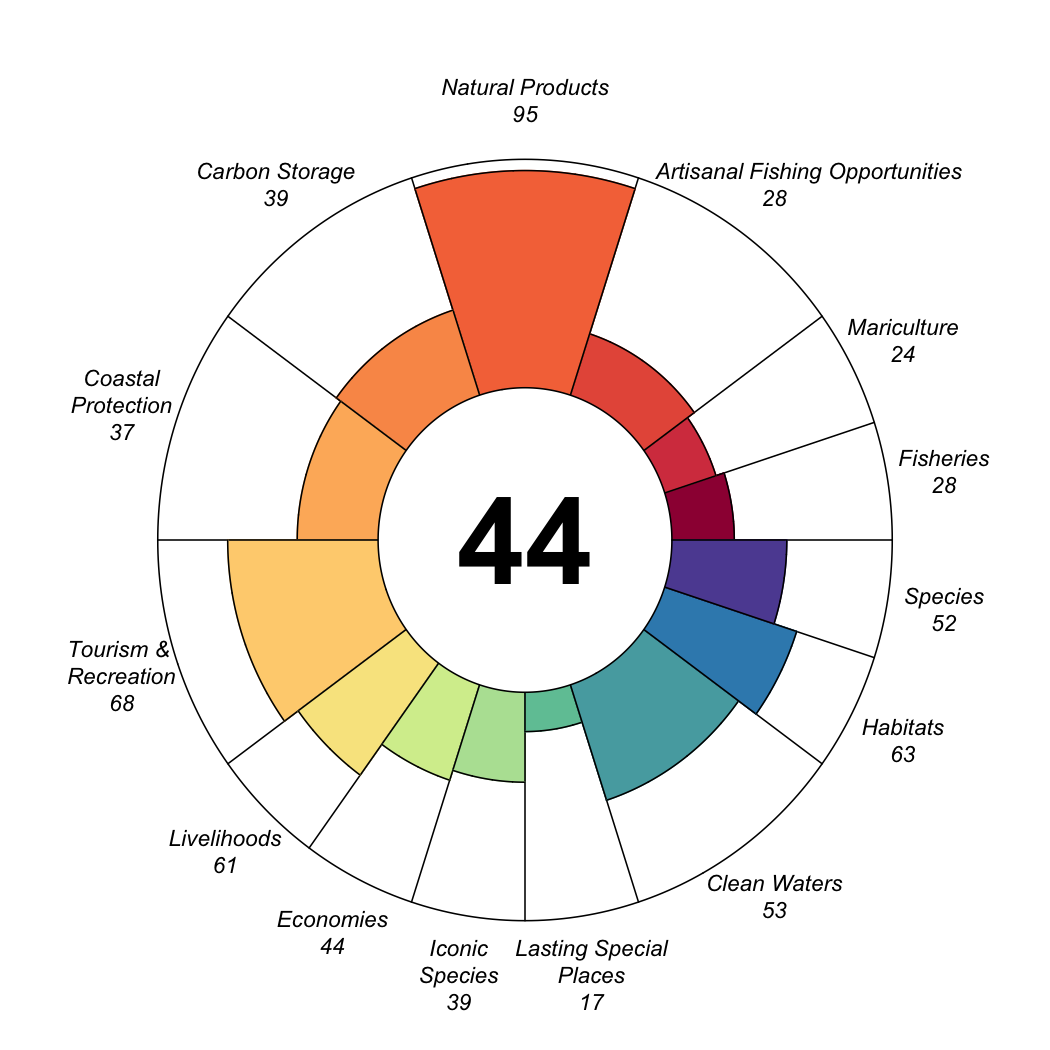 Natural Products
95
Artisanal Fishing Opportunities
28
Mariculture
24
Fisheries
28
Species
52
Habitats
63
Clean Waters
53
Lasting Special
Places
17
Iconic
Species
39
Economies
44
Livelihoods
61
Tourism &
Recreation
68
Coastal
Protection
37
Carbon Storage
39
44